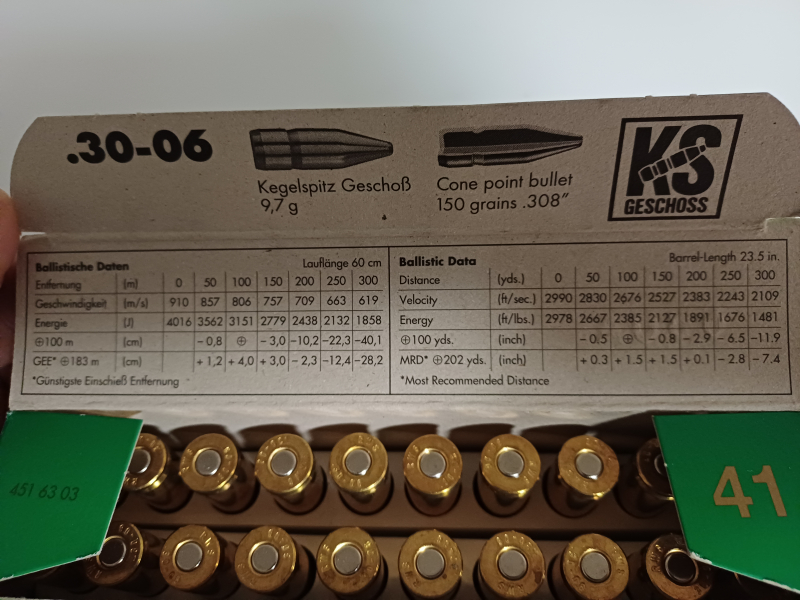 .30-06
Kegelspitz Geschoß
9,7 g
Cone point bullet
150 grains .308"
KS
GESCHOSS
Ballistische Daten Lauflänge 60 cm
Entfernung (m) 0 50 100 150 200 250 300
Geschwindigkeit (m/s) 910 857 806 757 709 663 619
Energie (J) 4016 3562 3151 2779 2438 2132 1858
⊕100 m (cm) -0,8 ⊕ -3,0 -10,2 -22,3 -40,1
GEE* ⊕183 m (cm) +1,2 +4,0 +3,0 -2,3 -12,4 -28,2
*Günstigste Einschieß Entfernung
Ballistic Data Barrel-Length 23.5 in.
Distance (yds.) 0 50 100 150 200 250 300
Velocity (ft/sec.) 2990 2830 2676 2527 2383 2243 2109
Energy (ft/lbs.) 2978 2667 2385 2127 1891 1676 1481
⊕100 yds. (inch) -0.5 ⊕ -0.8 -2.9 -6.5 -11.9
MRD* ⊕202 yds. (inch) +0.3 +1.5 +1.5 +0.1 -2.8 -7.4
*Most Recommended Distance
451 63 03
41